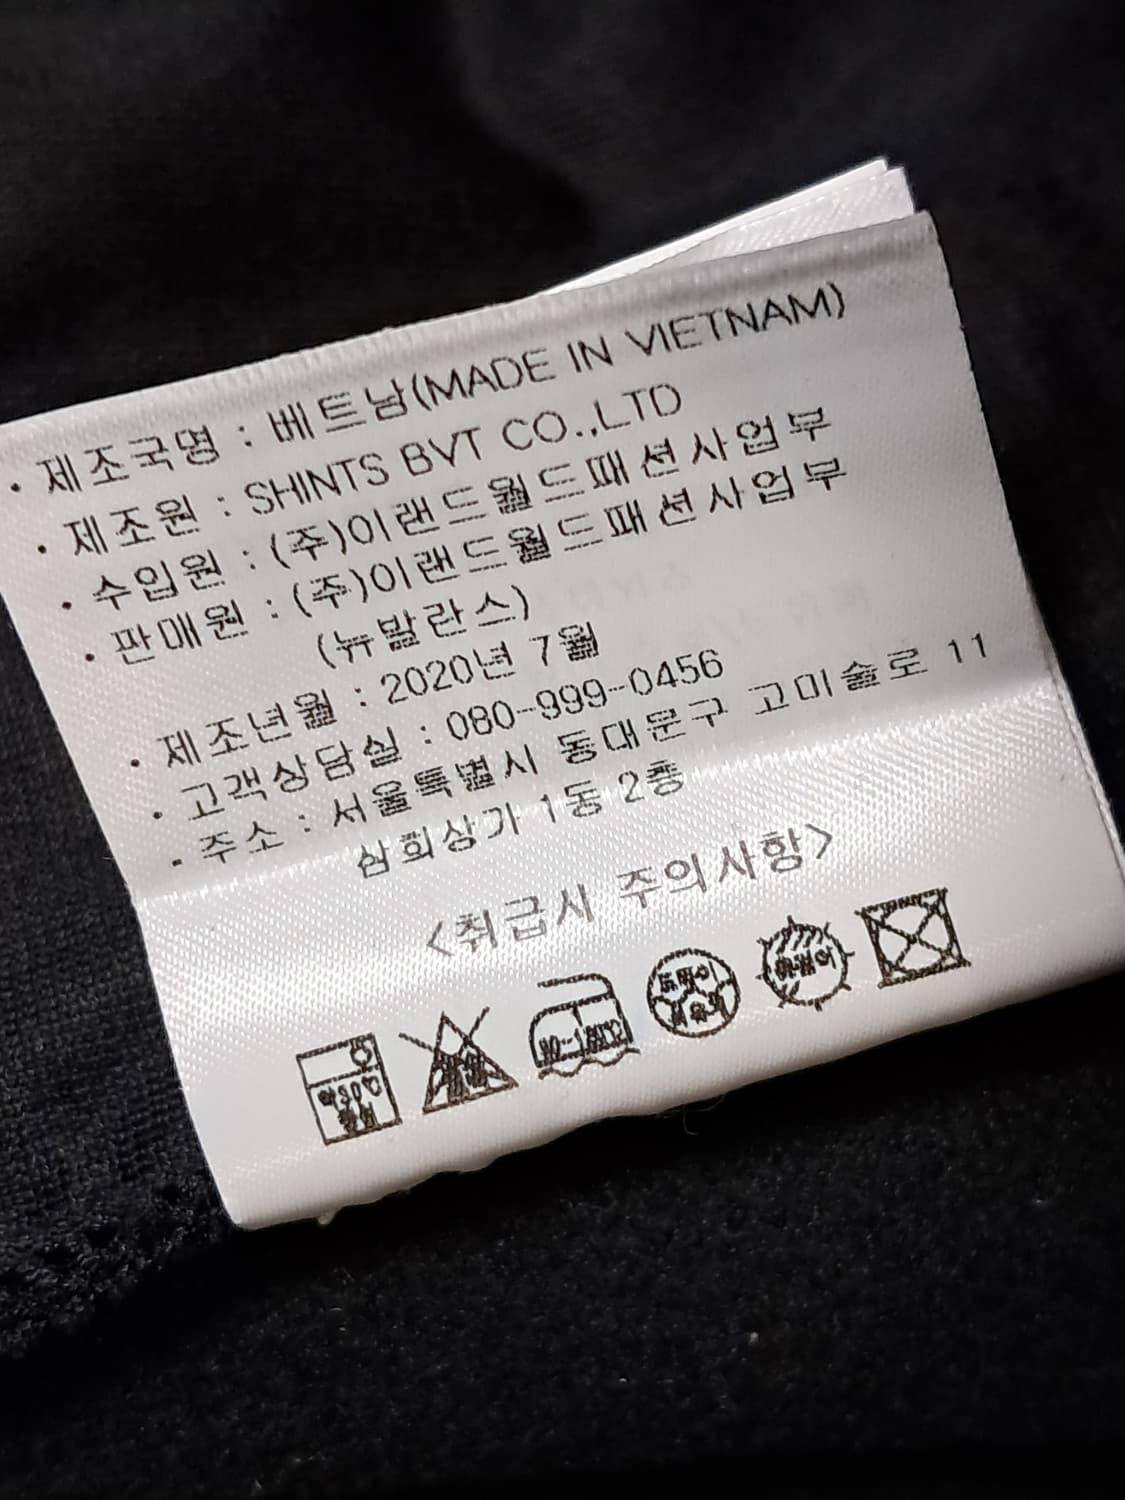 · 제조국명 : 베트남(MADE IN VIETNAM)
· 제조원 : SHINTS BVT CO.,LTD
· 수입원 : (주)이랜드월드패션사업부
· 판매원 : (주)이랜드월드패션사업부
(뉴발란스)
· 제조년월 : 2020년 7월
· 고객상담실 : 080-999-0456
· 주소 : 서울특별시 동대문구 고미술로 11
삼희상가 1동 2층
<취급시 주의사항>
약30℃
중성